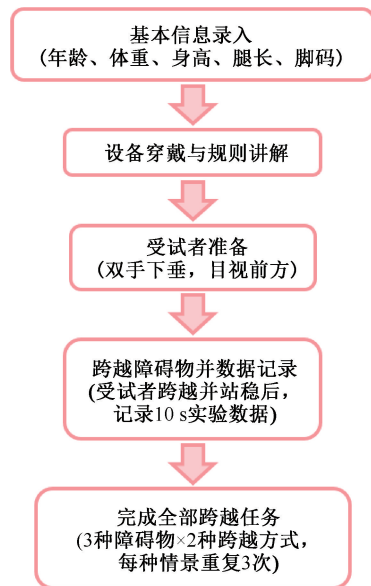 基本信息录入
(年龄、体重、身高、腿长、脚码)
设备穿戴与规则讲解
受试者准备
(双手下垂，目视前方)
跨越障碍物并数据记录
(受试者跨越并站稳后，
记录10 s实验数据)
完成全部跨越任务
(3种障碍物×2种跨越方式，
每种情景重复3次)